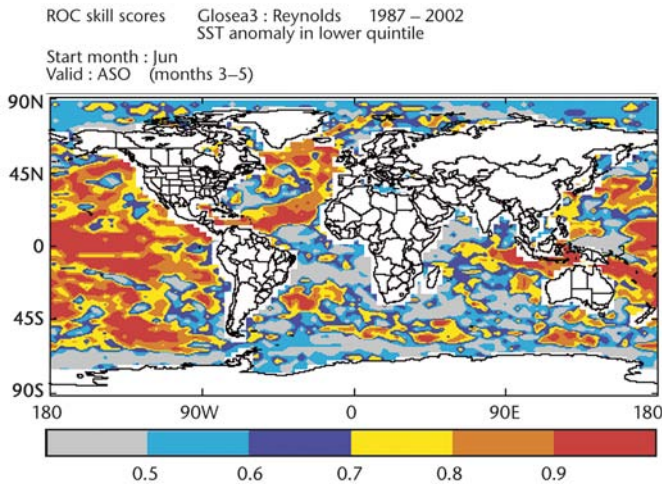 ROC skill scores Glosea3 : Reynolds 1987 – 2002
SST anomaly in lower quintile
Start month : Jun
Valid : ASO (months 3–5)
90N
45N
0
45S
90S
180 90W 0 90E 180
0.5 0.6 0.7 0.8 0.9